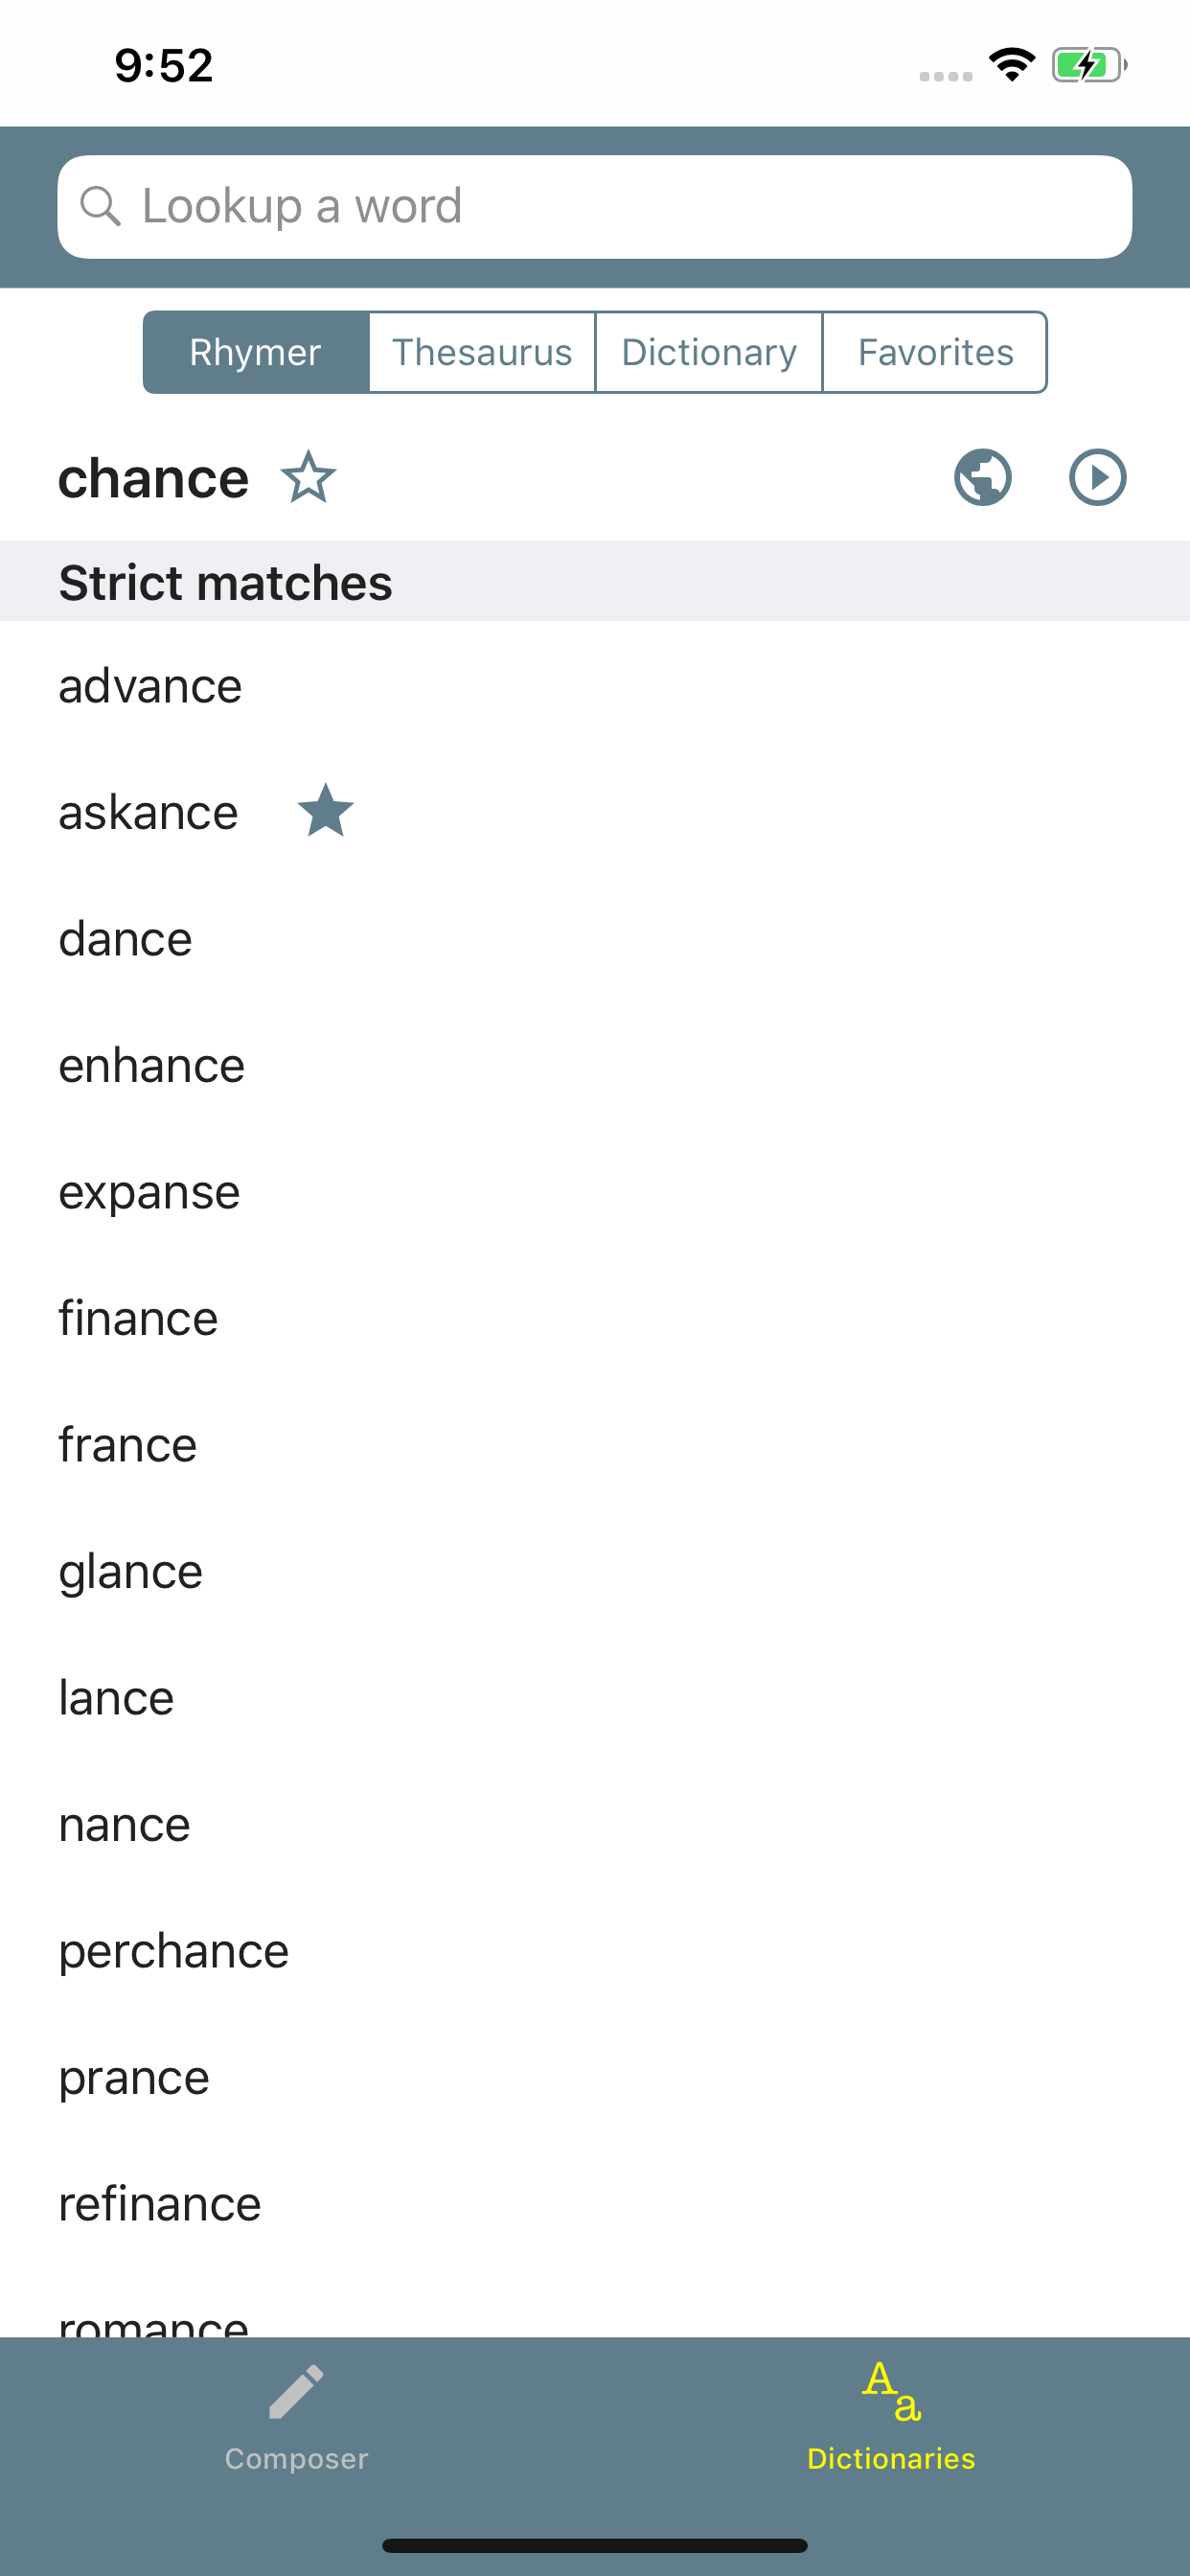 9:52
Lookup a word
Rhymer Thesaurus Dictionary Favorites
chance
Strict matches
advance
askance
dance
enhance
expanse
finance
france
glance
lance
nance
perchance
prance
refinance
romance
Composer Dictionaries